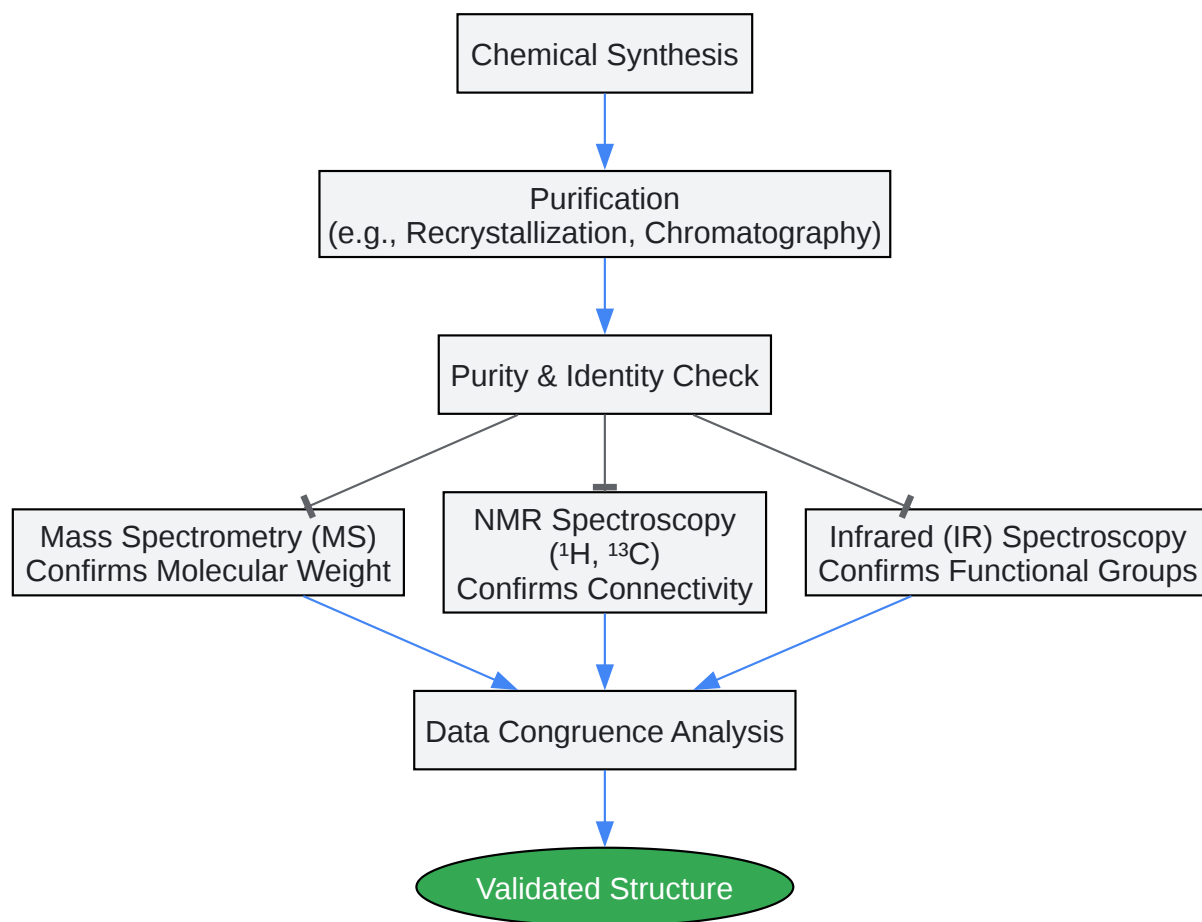 Chemical Synthesis
Purification
(e.g., Recrystallization, Chromatography)
Purity & Identity Check
Mass Spectrometry (MS)
Confirms Molecular Weight
NMR Spectroscopy
(¹H, ¹³C)
Confirms Connectivity
Infrared (IR) Spectroscopy
Confirms Functional Groups
Data Congruence Analysis
Validated Structure